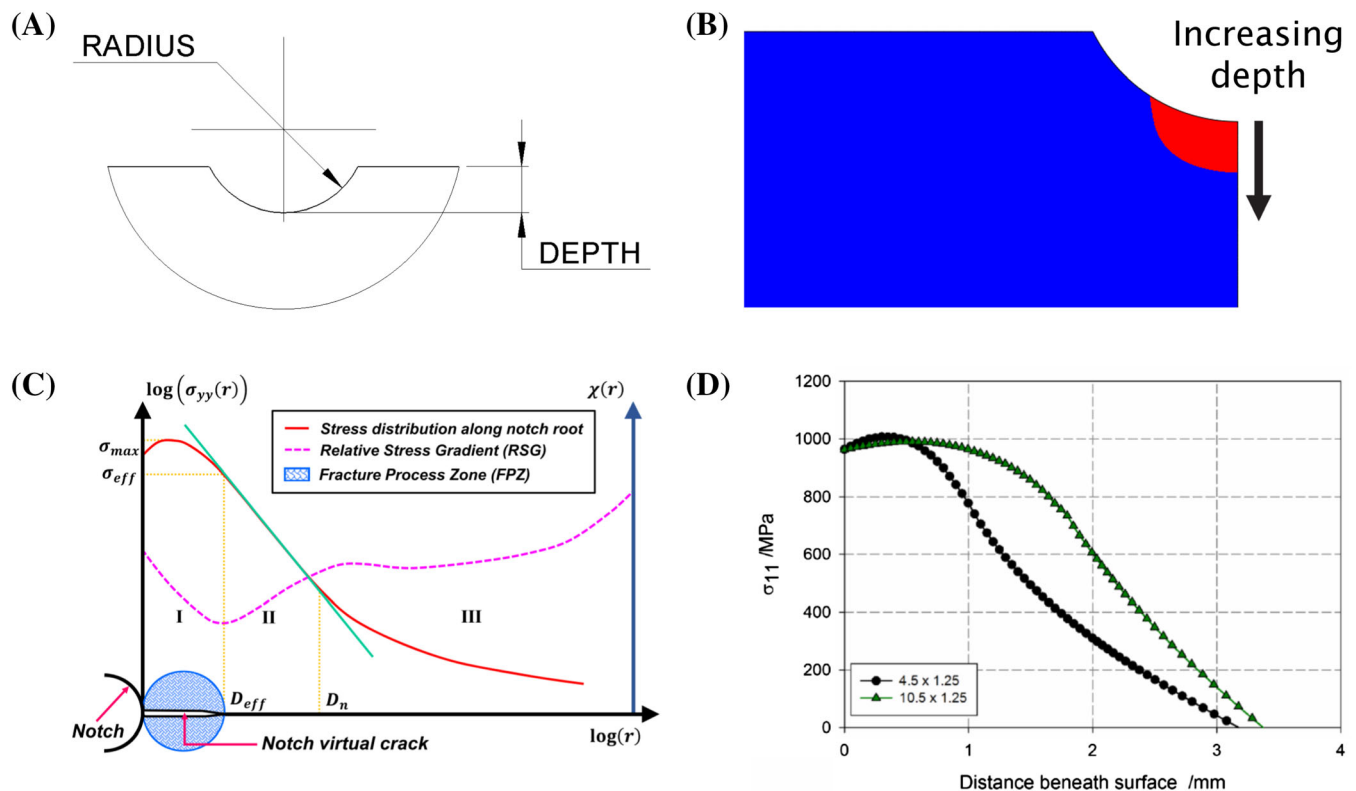 (A)
RADIUS
DEPTH
(B)
Increasing
depth
(C)
log(σyy(r))
χ(r)
Stress distribution along notch root
Relative Stress Gradient (RSG)
Fracture Process Zone (FPZ)
σmax
σeff
I
II
III
Deff
Dn
Notch
Notch virtual crack
log(r)
(D)
1200
1000
800
600
400
200
0
σ11 /MPa
4.5 x 1.25
10.5 x 1.25
0 1 2 3 4
Distance beneath surface /mm